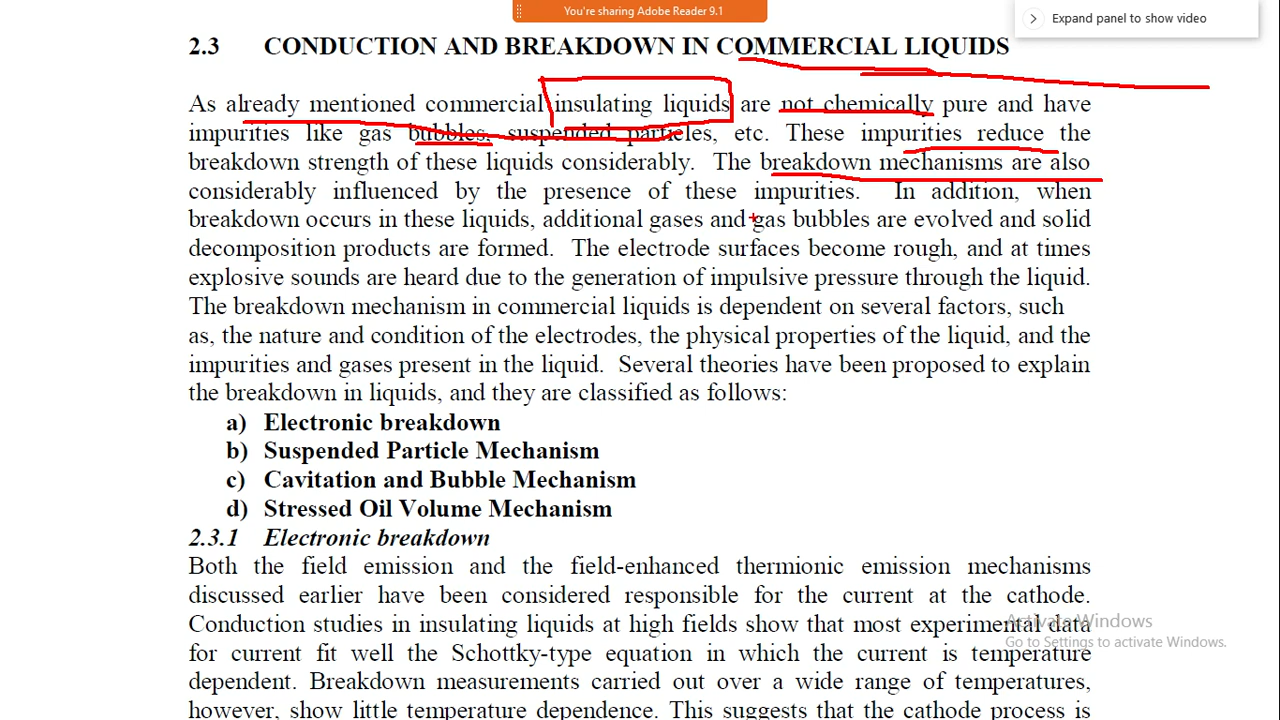 You're sharing Adobe Reader 9.1
Expand panel to show video
2.3 CONDUCTION AND BREAKDOWN IN COMMERCIAL LIQUIDS
As already mentioned commercial insulating liquids are not chemically pure and have
impurities like gas bubbles, suspended particles, etc. These impurities reduce the
breakdown strength of these liquids considerably. The breakdown mechanisms are also
considerably influenced by the presence of these impurities. In addition, when
breakdown occurs in these liquids, additional gases and gas bubbles are evolved and solid
decomposition products are formed. The electrode surfaces become rough, and at times
explosive sounds are heard due to the generation of impulsive pressure through the liquid.
The breakdown mechanism in commercial liquids is dependent on several factors, such
as, the nature and condition of the electrodes, the physical properties of the liquid, and the
impurities and gases present in the liquid. Several theories have been proposed to explain
the breakdown in liquids, and they are classified as follows:
a) Electronic breakdown
b) Suspended Particle Mechanism
c) Cavitation and Bubble Mechanism
d) Stressed Oil Volume Mechanism
2.3.1 Electronic breakdown
Both the field emission and the field-enhanced thermionic emission mechanisms
discussed earlier have been considered responsible for the current at the cathode.
Conduction studies in insulating liquids at high fields show that most experimental data
for current fit well the Schottky-type equation in which the current is temperature
dependent. Breakdown measurements carried out over a wide range of temperatures,
however, show little temperature dependence. This suggests that the cathode process is
Activate Windows
Go to Settings to activate Windows.